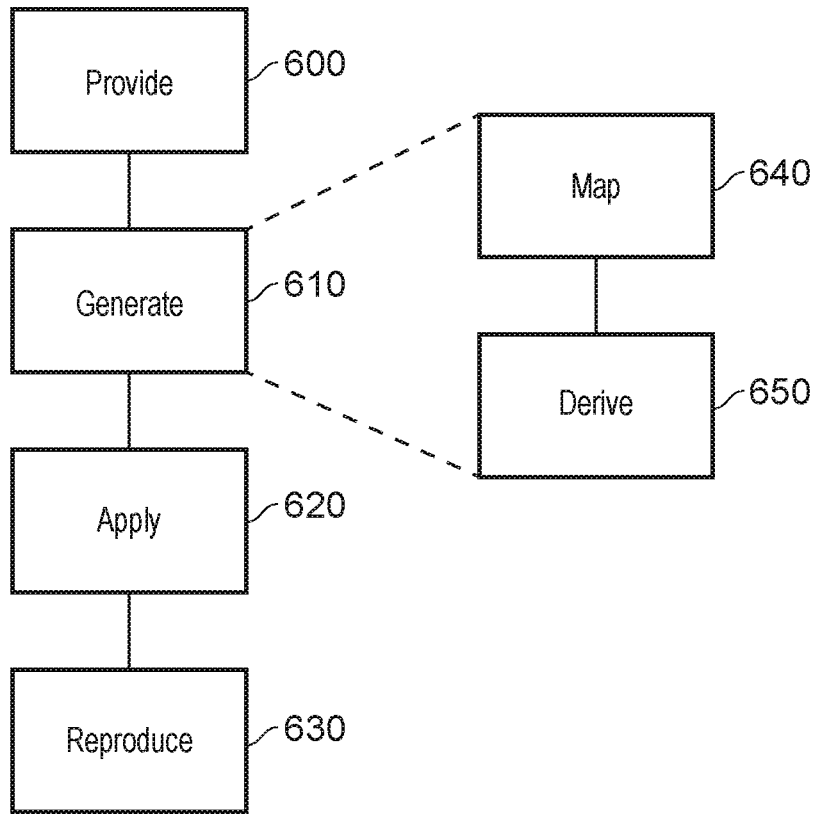 Provide
600
Generate
610
Apply
620
Reproduce
630
Map
640
Derive
650